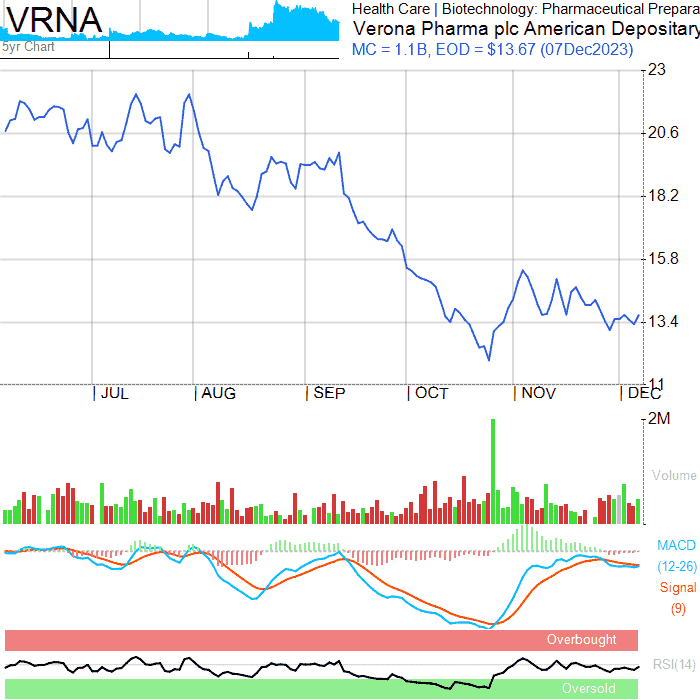 VRNA
5yr Chart
Health Care | Biotechnology: Pharmaceutical Prepara
Verona Pharma plc American Depositary
MC = 1.1B, EOD = $13.67 (07Dec2023)
23
20.6
18.2
15.8
13.4
11
JUL AUG SEP OCT NOV DEC
2M
Volume
MACD
(12-26)
Signal
(9)
Overbought
RSI(14)
Oversold